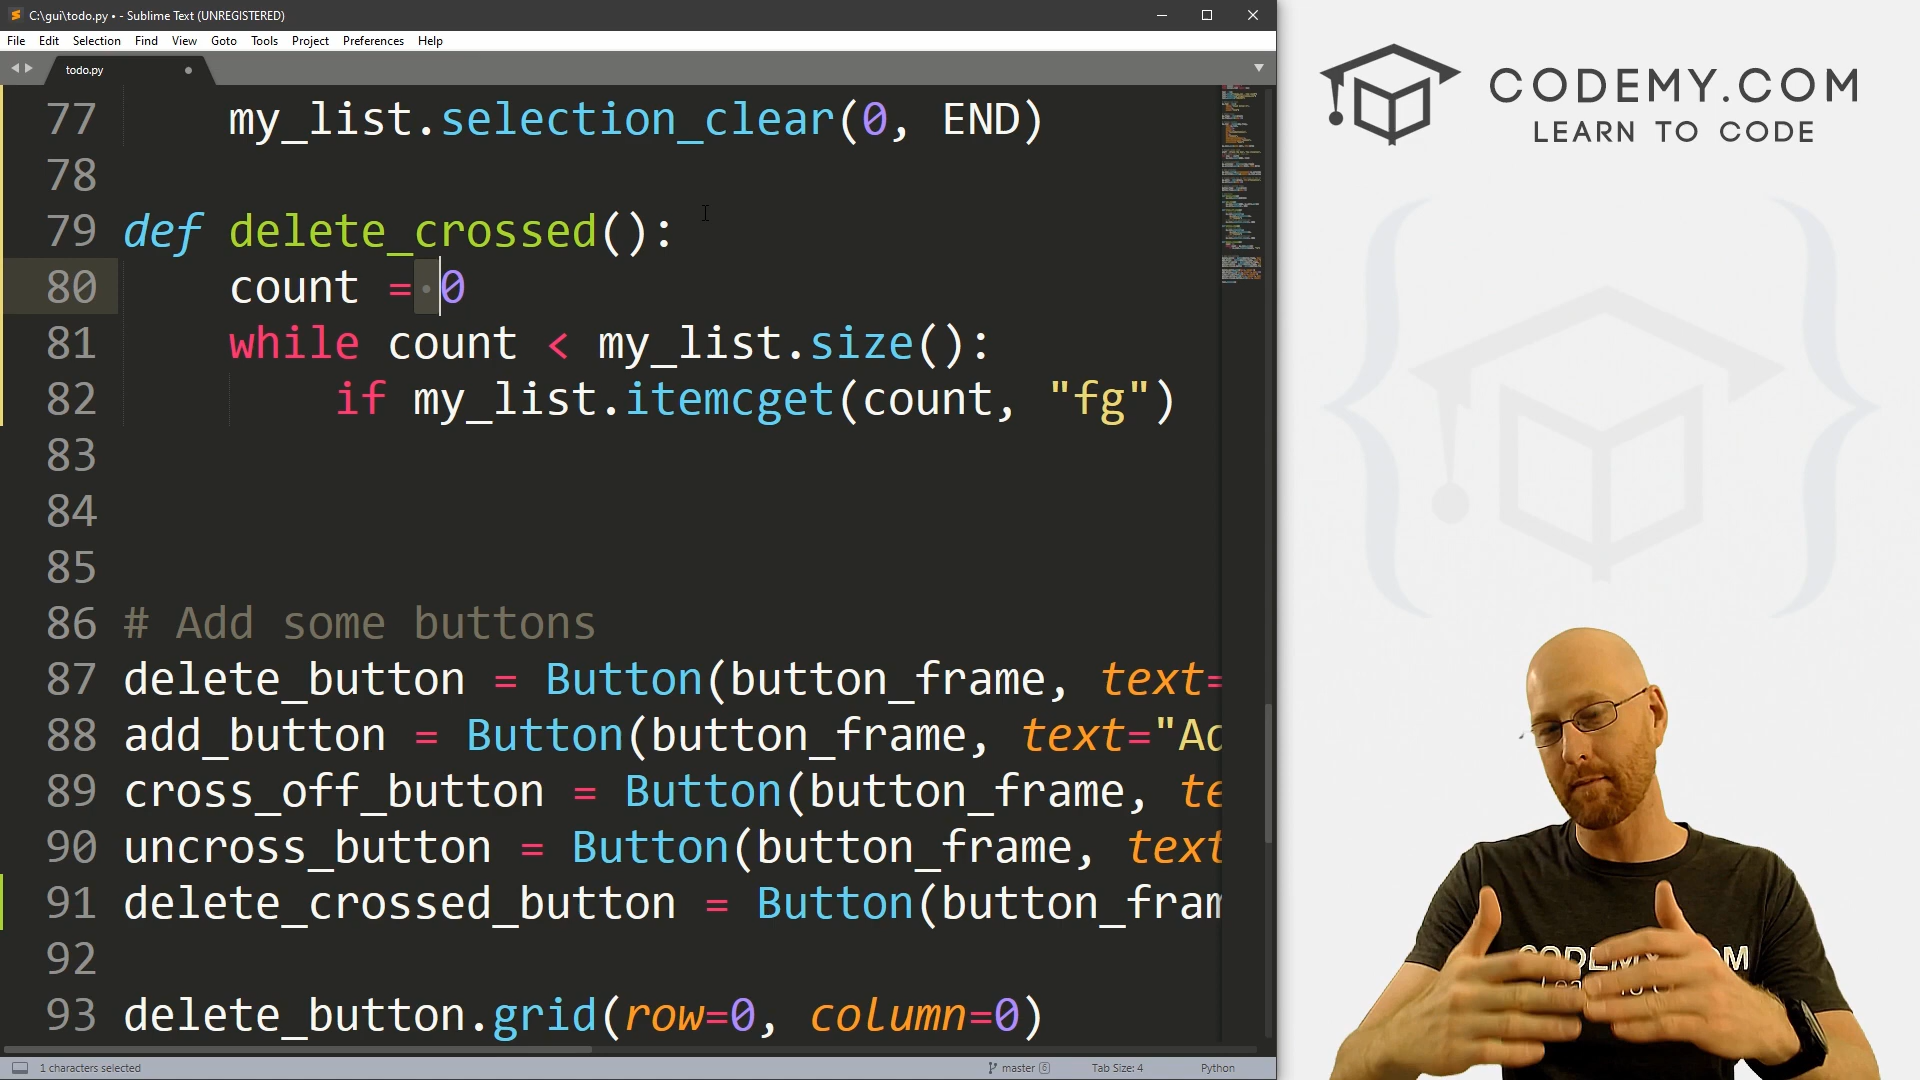 C:\gui\todo.py • - Sublime Text (UNREGISTERED)
File Edit Selection Find View Goto Tools Project Preferences Help
todo.py
77 my_list.selection_clear(0, END)
78
79 def delete_crossed():
80 count = 0
81 while count < my_list.size():
82 if my_list.itemcget(count, "fg")
83
84
85
86 # Add some buttons
87 delete_button = Button(button_frame, text=
88 add_button = Button(button_frame, text="Ad
89 cross_off_button = Button(button_frame, te
90 uncross_button = Button(button_frame, text
91 delete_crossed_button = Button(button_fram
92
93 delete_button.grid(row=0, column=0)
1 characters selected
master 6
Tab Size: 4
Python
CODEMY.COM
LEARN TO CODE